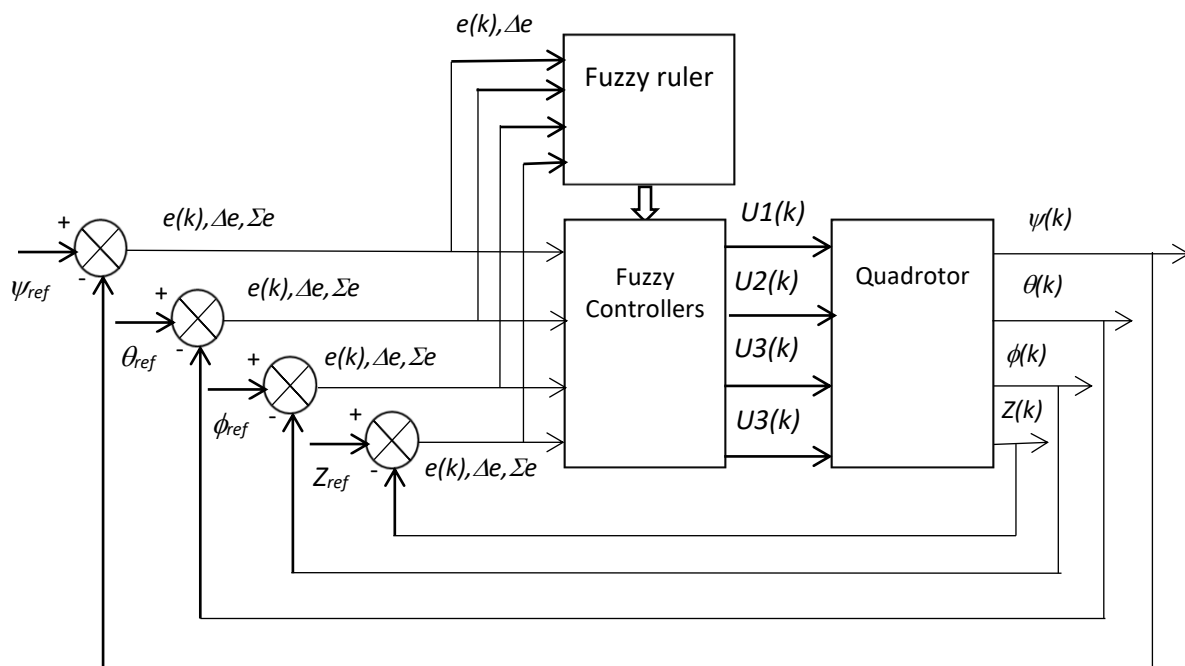 e(k),Δe
Fuzzy ruler
+
e(k),Δe,Σe
-
ψref
U1(k)
ψ(k)
Fuzzy
Controllers
Quadrotor
+
e(k),Δe,Σe
-
θref
U2(k)
θ(k)
+
e(k),Δe,Σe
-
ϕref
U3(k)
ϕ(k)
+
-
Zref
e(k),Δe,Σe
U3(k)
Z(k)